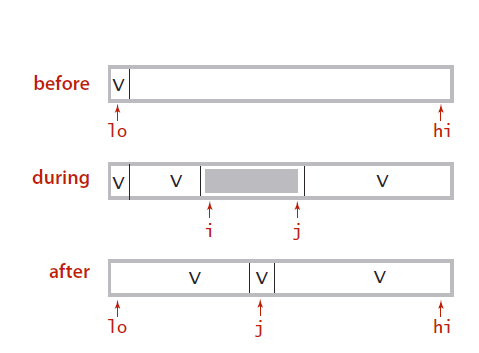 before V
lo hi
during V V V
i j
after V V V
lo j hi